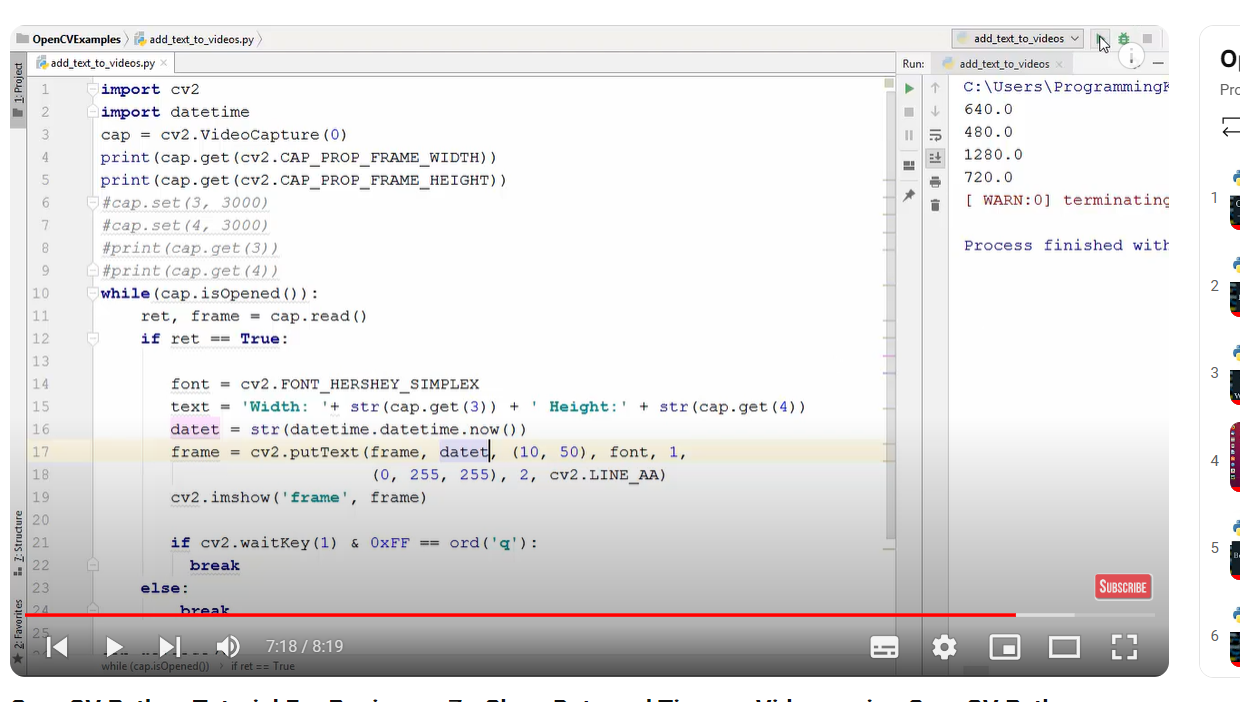 OpenCVExamples add_text_to_videos.py add_text_to_videos
add_text_to_videos.py Run: add_text_to_videos
1: Project
1 import cv2
2 import datetime
3 cap = cv2.VideoCapture(0)
4 print(cap.get(cv2.CAP_PROP_FRAME_WIDTH))
5 print(cap.get(cv2.CAP_PROP_FRAME_HEIGHT))
6 #cap.set(3, 3000)
7 #cap.set(4, 3000)
8 #print(cap.get(3))
9 #print(cap.get(4))
10 while(cap.isOpened()):
11 ret, frame = cap.read()
12 if ret == True:
13
14 font = cv2.FONT_HERSHEY_SIMPLEX
15 text = 'Width: '+ str(cap.get(3)) + ' Height:' + str(cap.get(4))
16 datet = str(datetime.datetime.now())
17 frame = cv2.putText(frame, datet, (10, 50), font, 1,
18 (0, 255, 255), 2, cv2.LINE_AA)
19 cv2.imshow('frame', frame)
20
21 if cv2.waitKey(1) & 0xFF == ord('q'):
22 break
23 else:
24 break
25
7: Structure
2: Favorites
while (cap.isOpened()) if ret == True
C:\Users\ProgrammingK
640.0
480.0
1280.0
720.0
[ WARN:0] terminating
Process finished with
SUBSCRIBE
7:18 / 8:19
Op
Pro
1
2
3
4
5
6